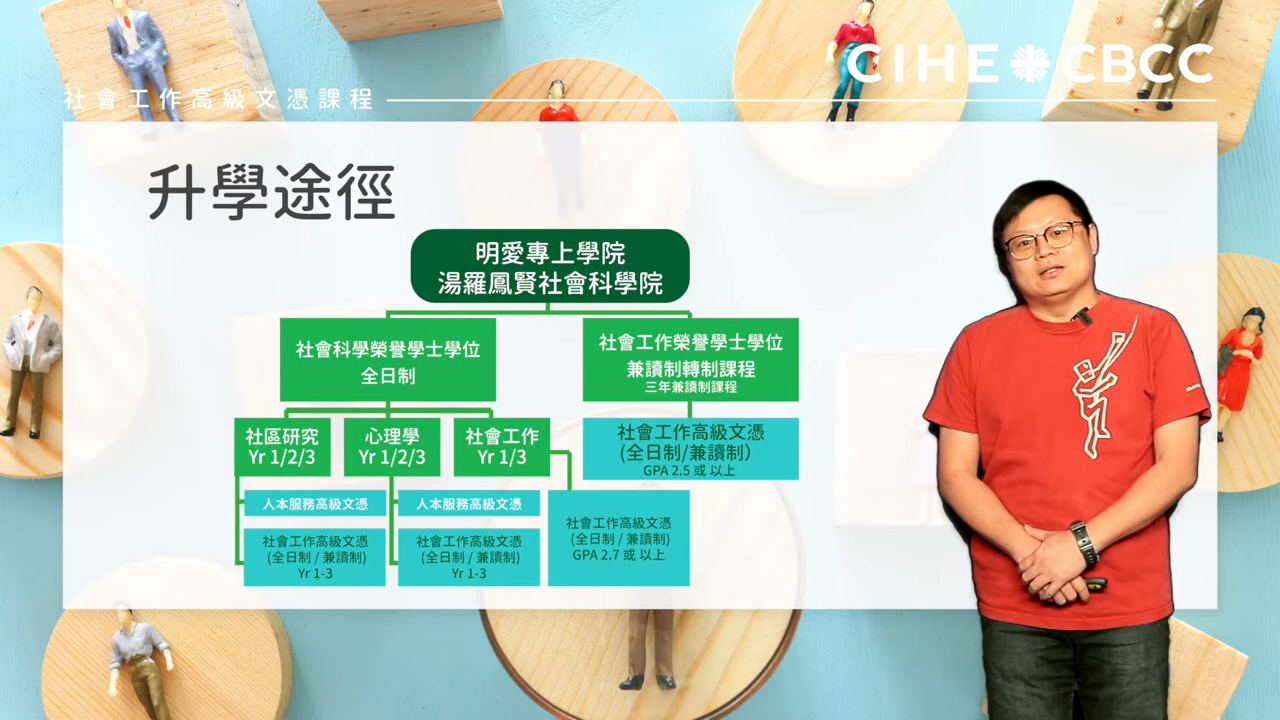 CIHE CBCC
社會工作高級文憑課程
升學途徑
明愛專上學院
湯羅鳳賢社會科學院
社會科學榮譽學士學位
全日制
社會工作榮譽學士學位
兼讀制轉制課程
三年兼讀制課程
社區研究
Yr 1/2/3
心理學
Yr 1/2/3
社會工作
Yr 1/3
社會工作高級文憑
(全日制/兼讀制)
GPA 2.5 或 以上
人本服務高級文憑
社會工作高級文憑
(全日制 / 兼讀制)
Yr 1-3
人本服務高級文憑
社會工作高級文憑
(全日制 / 兼讀制)
Yr 1-3
社會工作高級文憑
(全日制 / 兼讀制)
GPA 2.7 或 以上